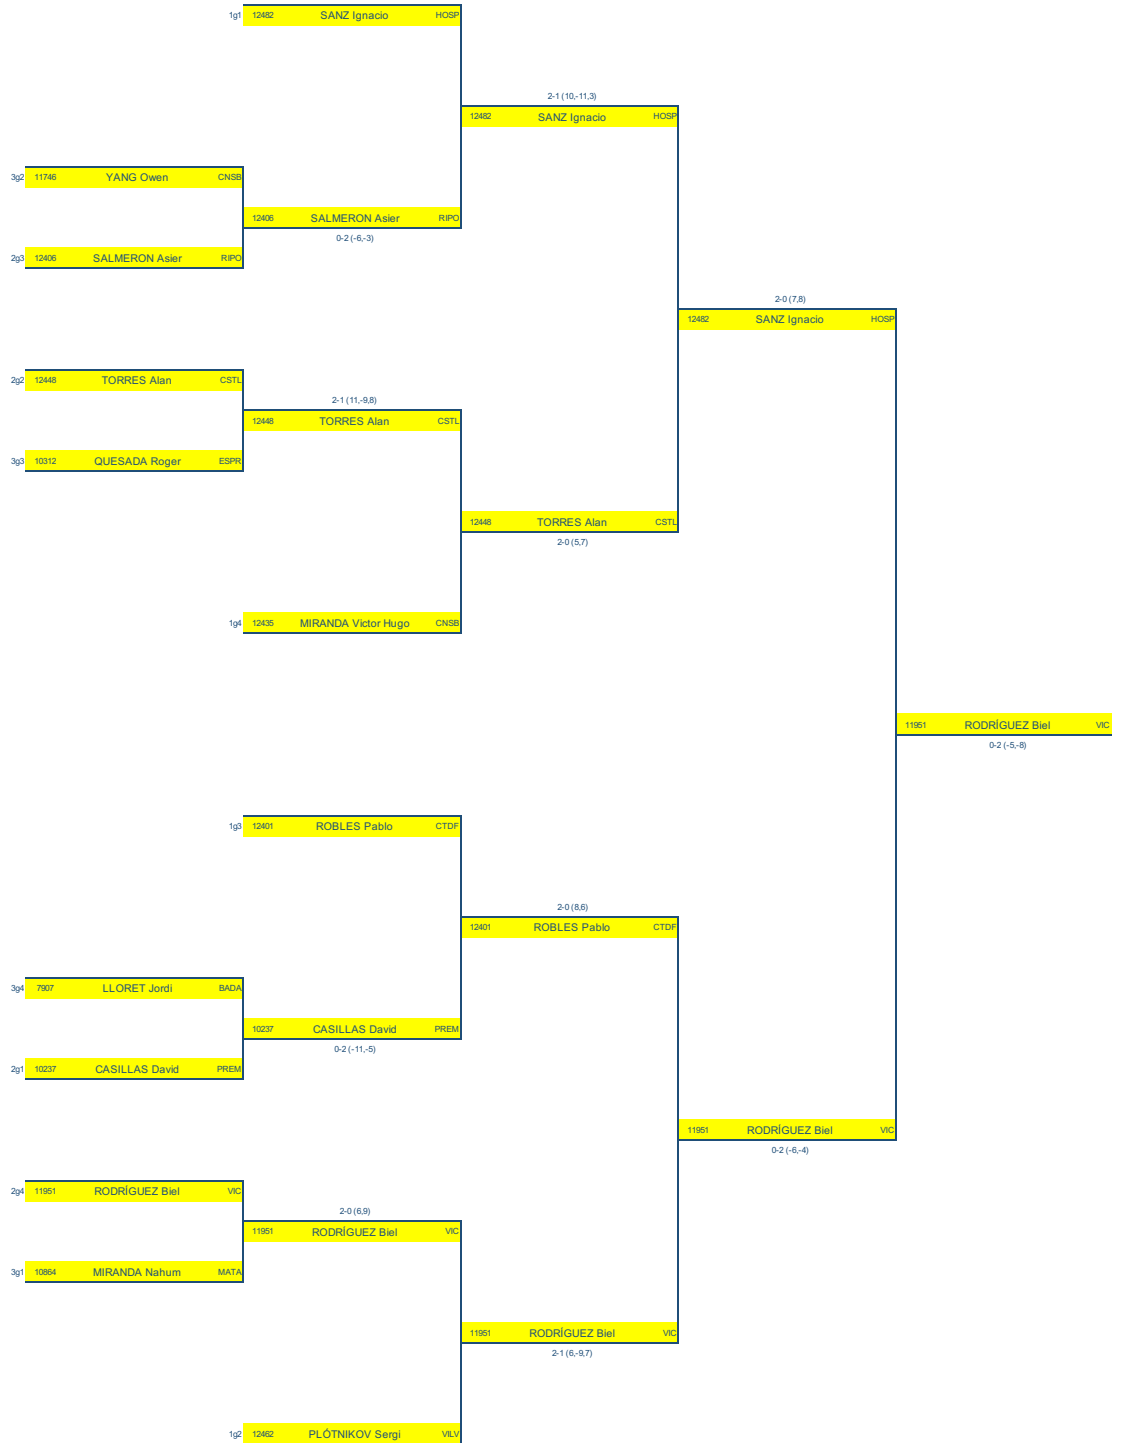 1g1 12482 SANZ Ignacio HOSP
2-1 (10,-11,3)
12482 SANZ Ignacio HOSP
3g2 11746 YANG Owen CNSB
12406 SALMERON Asier RIPO
0-2 (-6,-3)
2g3 12406 SALMERON Asier RIPO
2-0 (7,8)
12482 SANZ Ignacio HOSP
2g2 12448 TORRES Alan CSTL
2-1 (11,-9,8)
12448 TORRES Alan CSTL
3g3 10312 QUESADA Roger ESPR
12448 TORRES Alan CSTL
2-0 (5,7)
1g4 12435 MIRANDA Victor Hugo CNSB
11951 RODRÍGUEZ Biel VIC
0-2 (-5,-8)
1g3 12401 ROBLES Pablo CTDF
2-0 (8,6)
12401 ROBLES Pablo CTDF
3g4 7907 LLORET Jordi BADA
10237 CASILLAS David PREM
0-2 (-11,-5)
2g1 10237 CASILLAS David PREM
11951 RODRÍGUEZ Biel VIC
0-2 (-6,-4)
2g4 11951 RODRÍGUEZ Biel VIC
2-0 (6,9)
11951 RODRÍGUEZ Biel VIC
3g1 10864 MIRANDA Nahum MATA
11951 RODRÍGUEZ Biel VIC
2-1 (6,-9,7)
1g2 12462 PLÓTNIKOV Sergi VILV